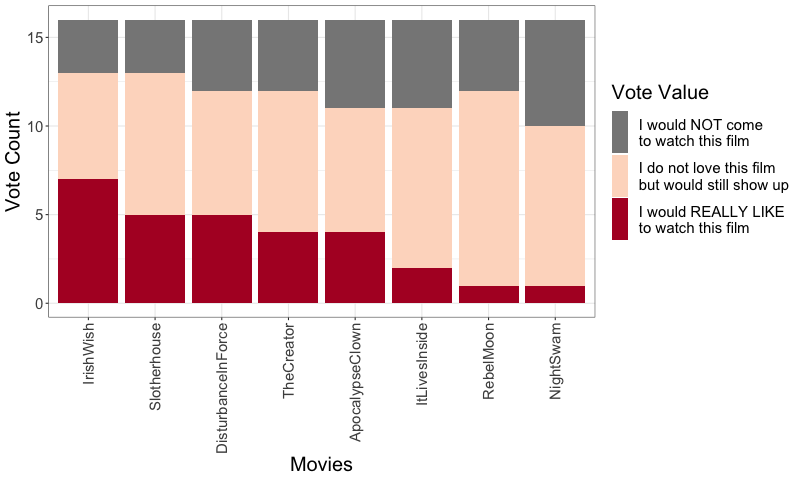 15
10
5
0
Vote Count
IrishWish
Slotherhouse
DisturbanceInForce
TheCreator
ApocalypseClown
ItLivesInside
RebelMoon
NightSwam
Movies
Vote Value
I would NOT come
to watch this film
I do not love this film
but would still show up
I would REALLY LIKE
to watch this film